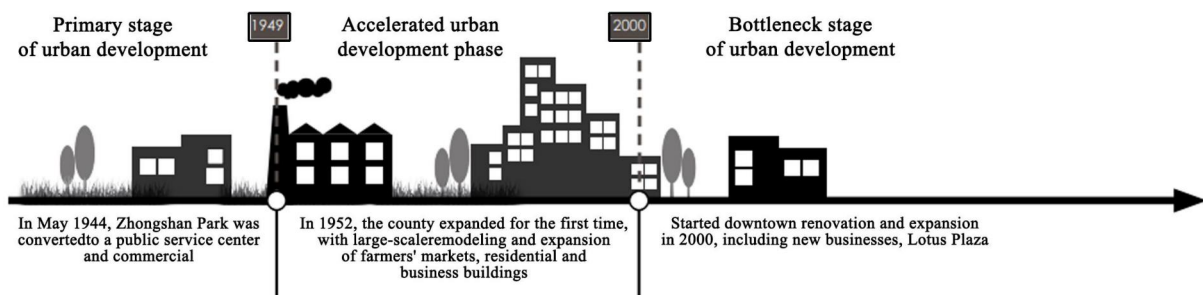 Primary stage
of urban development
1949
Accelerated urban
development phase
2000
Bottleneck stage
of urban development
In May 1944, Zhongshan Park was
convertedto a public service center
and commercial
In 1952, the county expanded for the first time,
with large-scaleremodeling and expansion
of farmers' markets, residential and
business buildings
Started downtown renovation and expansion
in 2000, including new businesses, Lotus Plaza